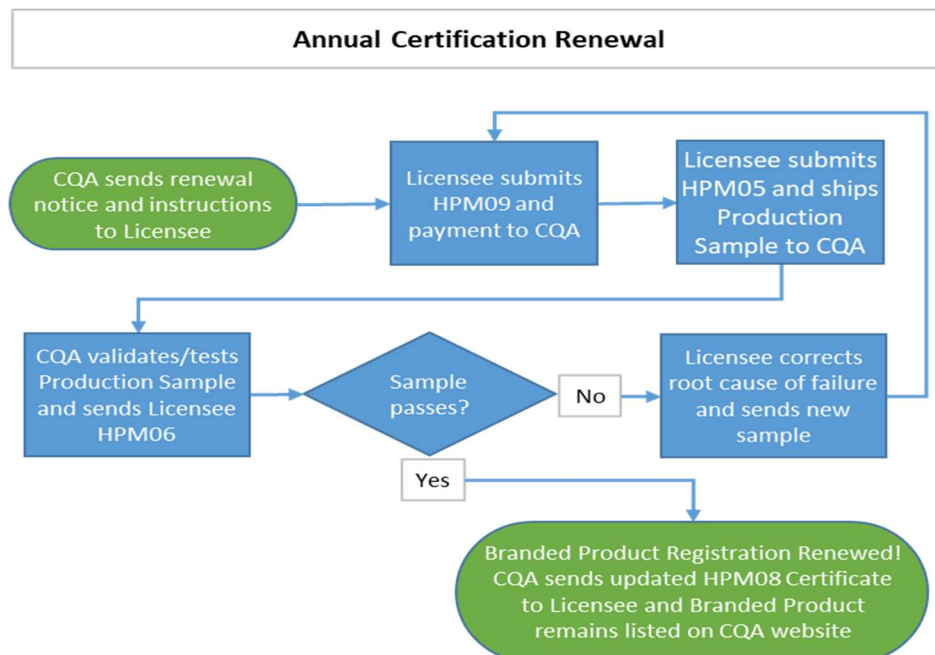 Annual Certification Renewal
CQA sends renewal
notice and instructions
to Licensee
Licensee submits
HPM09 and
payment to CQA
Licensee submits
HPM05 and ships
Production
Sample to CQA
CQA validates/tests
Production Sample
and sends Licensee
HPM06
Sample
passes?
No
Licensee corrects
root cause of failure
and sends new
sample
Yes
Branded Product Registration Renewed!
CQA sends updated HPM08 Certificate
to Licensee and Branded Product
remains listed on CQA website